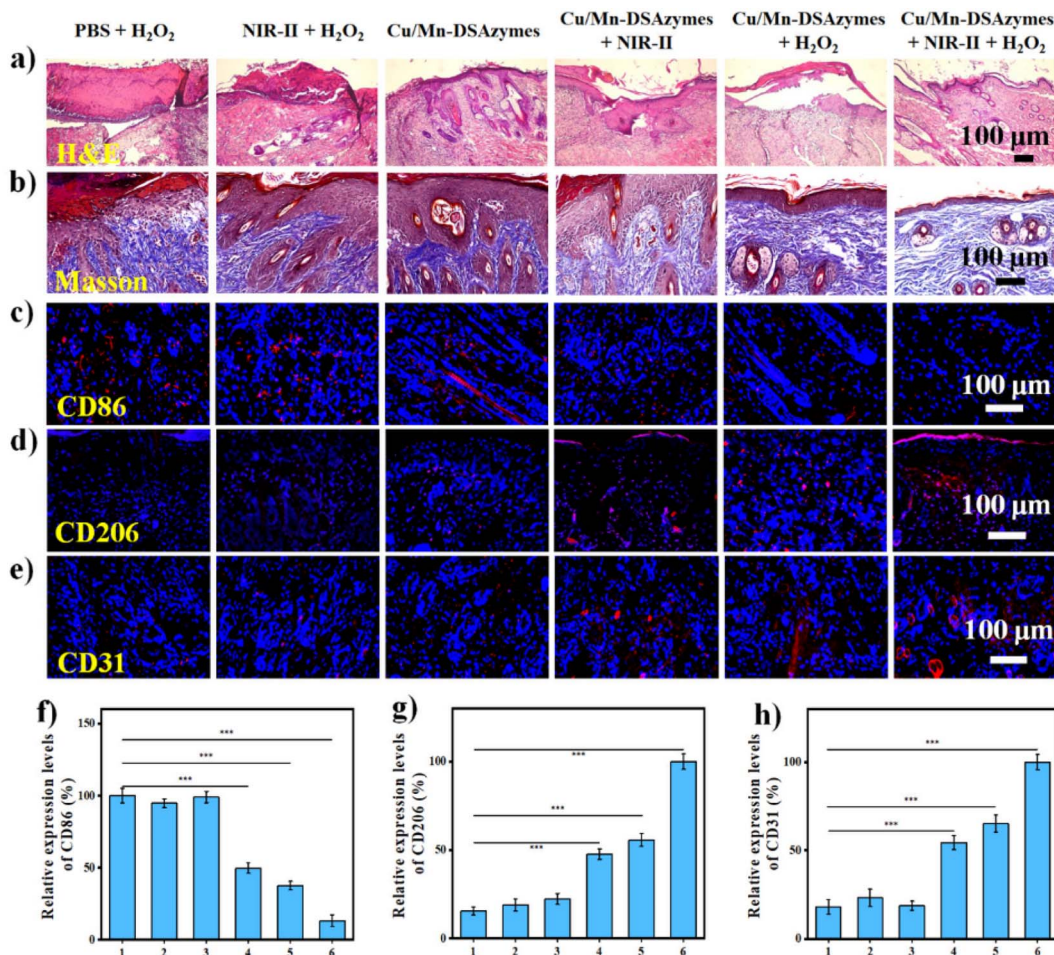 PBS + H₂O₂
NIR-II + H₂O₂
Cu/Mn-DSAzymes
Cu/Mn-DSAzymes
+ NIR-II
Cu/Mn-DSAzymes
+ H₂O₂
Cu/Mn-DSAzymes
+ NIR-II + H₂O₂
a)
H&E
100 μm
b)
Masson
100 μm
c)
CD86
100 μm
d)
CD206
100 μm
e)
CD31
100 μm
f)
Relative expression levels
of CD86 (%)
150
100
50
0
***
***
***
1 2 3 4 5 6
g)
Relative expression levels
of CD206 (%)
100
50
0
***
***
***
1 2 3 4 5 6
h)
Relative expression levels
of CD31 (%)
100
50
0
***
***
***
1 2 3 4 5 6